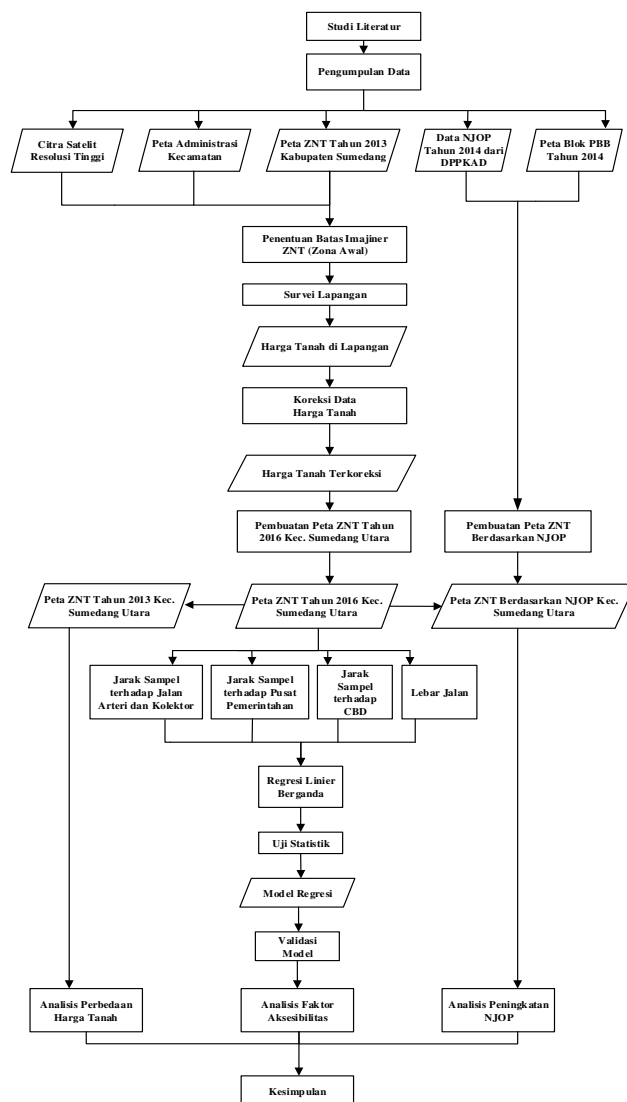 Studi Literatur
Pengumpulan Data
Citra Satelit
Resolusi Tinggi
Peta Administrasi
Kecamatan
Peta ZNT Tahun 2013
Kabupaten Sumedang
Data NJOP
Tahun 2014 dari
DPPKAD
Peta Blok PBB
Tahun 2014
Penentuan Batas Imajiner
ZNT (Zona Awal)
Survei Lapangan
Harga Tanah di Lapangan
Koreksi Data
Harga Tanah
Harga Tanah Terkoreksi
Pembuatan Peta ZNT Tahun
2016 Kec. Sumedang Utara
Pembuatan Peta ZNT
Berdasarkan NJOP
Peta ZNT Tahun 2013 Kec.
Sumedang Utara
Peta ZNT Tahun 2016 Kec.
Sumedang Utara
Peta ZNT Berdasarkan NJOP Kec.
Sumedang Utara
Jarak Sampel
terhadap Jalan
Arteri dan Kolektor
Jarak Sampel
terhadap Pusat
Pemerintahan
Jarak
Sampel
terhadap
CBD
Lebar Jalan
Regresi Linier
Berganda
Uji Statistik
Model Regresi
Validasi
Model
Analisis Perbedaan
Harga Tanah
Analisis Faktor
Aksesibilitas
Analisis Peningkatan
NJOP
Kesimpulan